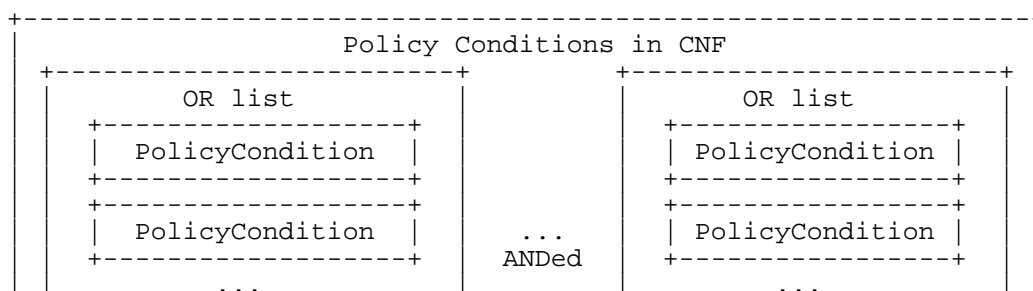 Policy Conditions in CNF
OR list OR list
PolicyCondition PolicyCondition
PolicyCondition ... PolicyCondition
ANDed
... ...